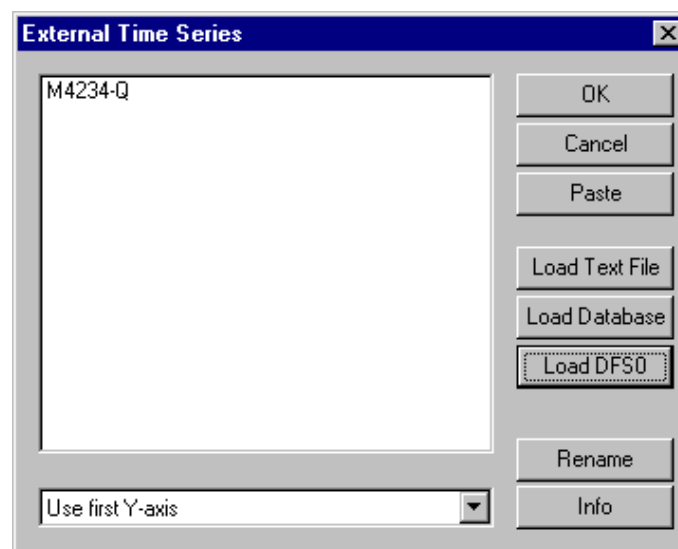 External Time Series
M4234-Q
OK
Cancel
Paste
Load Text File
Load Database
Load DFS0
Rename
Use first Y-axis
Info